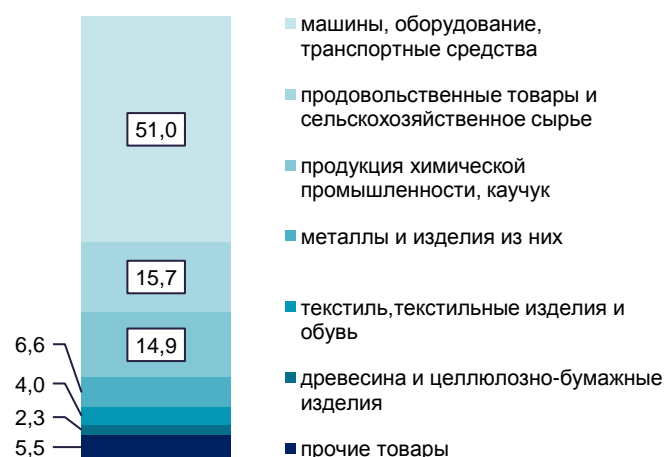 машины, оборудование,
транспортные средства
продовольственные товары и
сельскохозяйственное сырье
продукция химической
промышленности, каучук
металлы и изделия из них
текстиль,текстильные изделия и
обувь
древесина и целлюлозно-бумажные
изделия
прочие товары
51,0
15,7
14,9
6,6
4,0
2,3
5,5